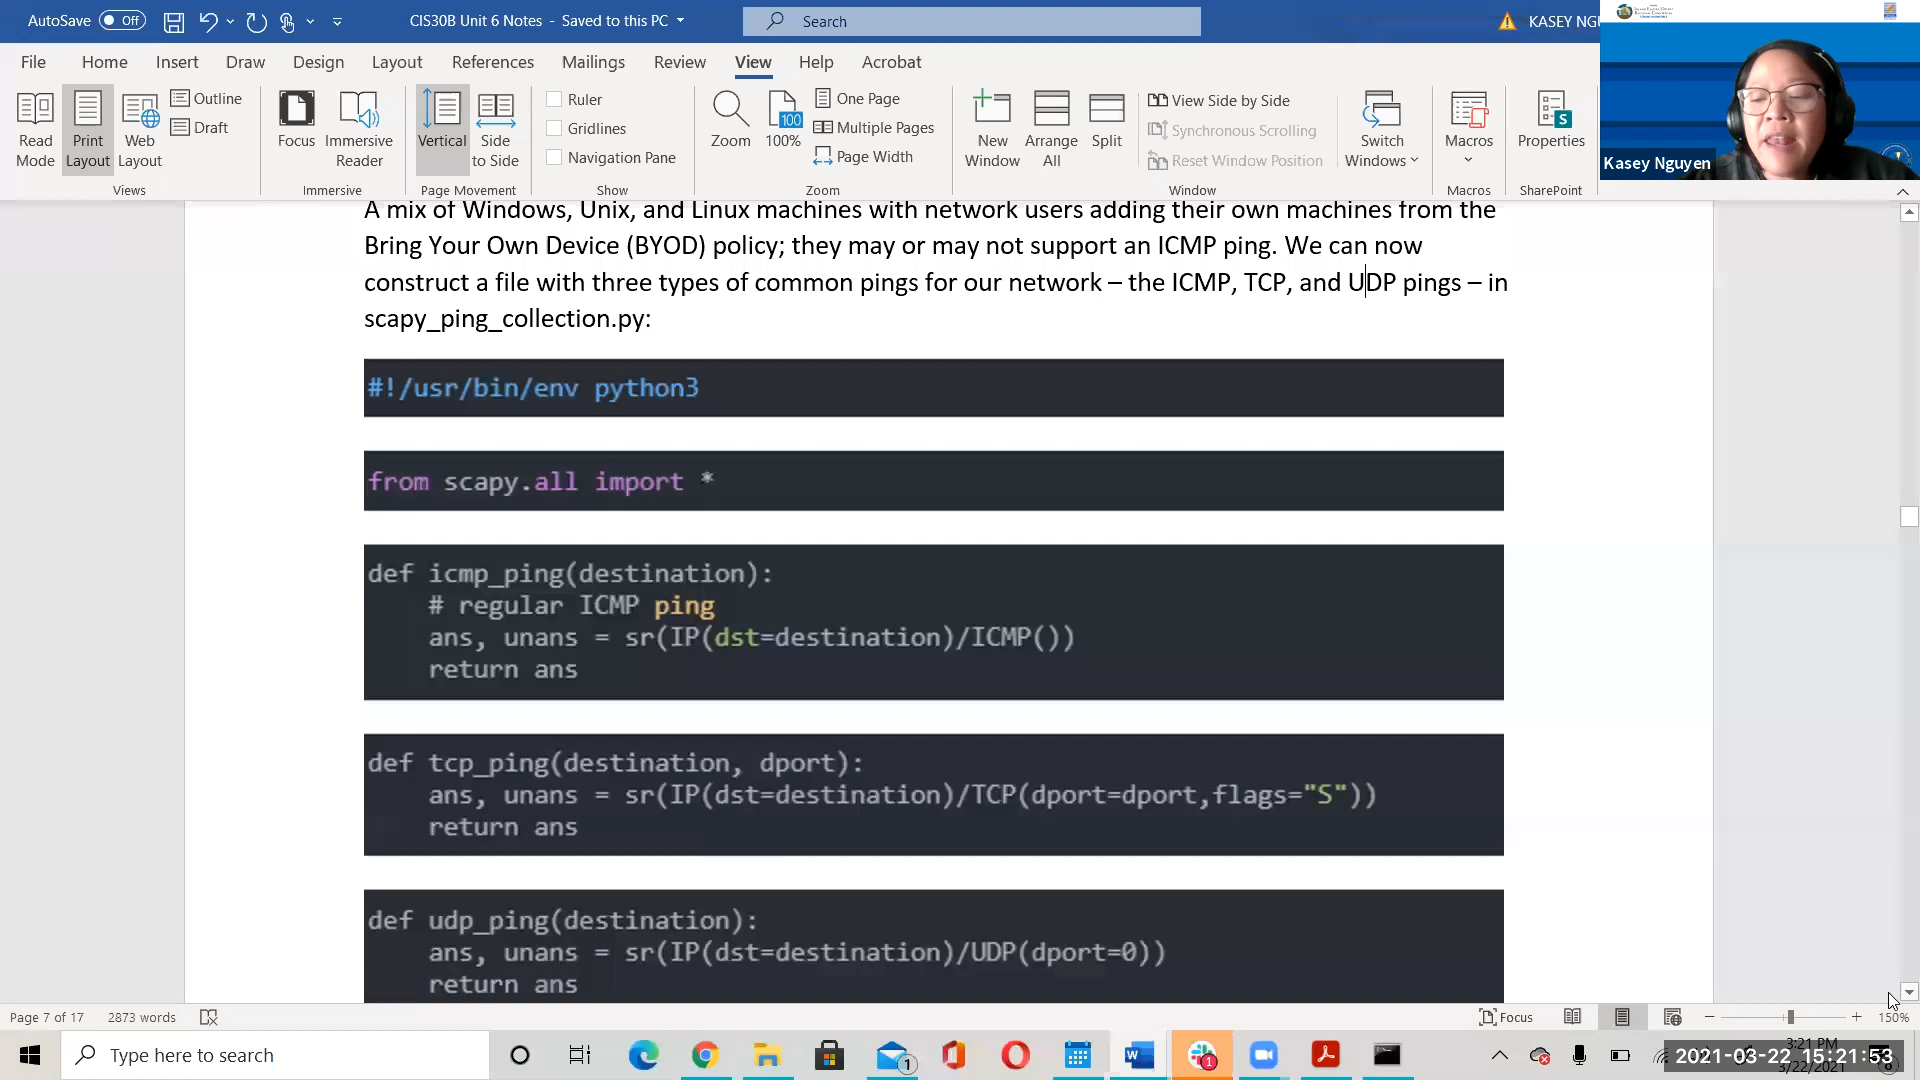 AutoSave Off CIS30B Unit 6 Notes - Saved to this PC Search KASEY NGU
File Home Insert Draw Design Layout References Mailings Review View Help Acrobat
Read Mode Print Layout Web Layout Outline Draft
Views
Focus Immersive Reader
Immersive
Vertical Side to Side
Page Movement
Ruler
Gridlines
Navigation Pane
Show
Zoom 100% One Page Multiple Pages Page Width
100
Zoom
New Window Arrange All Split View Side by Side Synchronous Scrolling Reset Window Position Switch Windows
Window
Macros
Macros
Properties
S
SharePoint
Kasey Nguyen
A mix of Windows, Unix, and Linux machines with network users adding their own machines from the
Bring Your Own Device (BYOD) policy; they may or may not support an ICMP ping. We can now
construct a file with three types of common pings for our network – the ICMP, TCP, and UDP pings – in
scapy_ping_collection.py:
#!/usr/bin/env python3
from scapy.all import *
def icmp_ping(destination):
# regular ICMP ping
ans, unans = sr(IP(dst=destination)/ICMP())
return ans
def tcp_ping(destination, dport):
ans, unans = sr(IP(dst=destination)/TCP(dport=dport,flags="S"))
return ans
def udp_ping(destination):
ans, unans = sr(IP(dst=destination)/UDP(dport=0))
return ans
Page 7 of 17 2873 words Focus 150%
Type here to search 1 1
3:21 PM
2021-03-22 15:21:53
3/22/2021